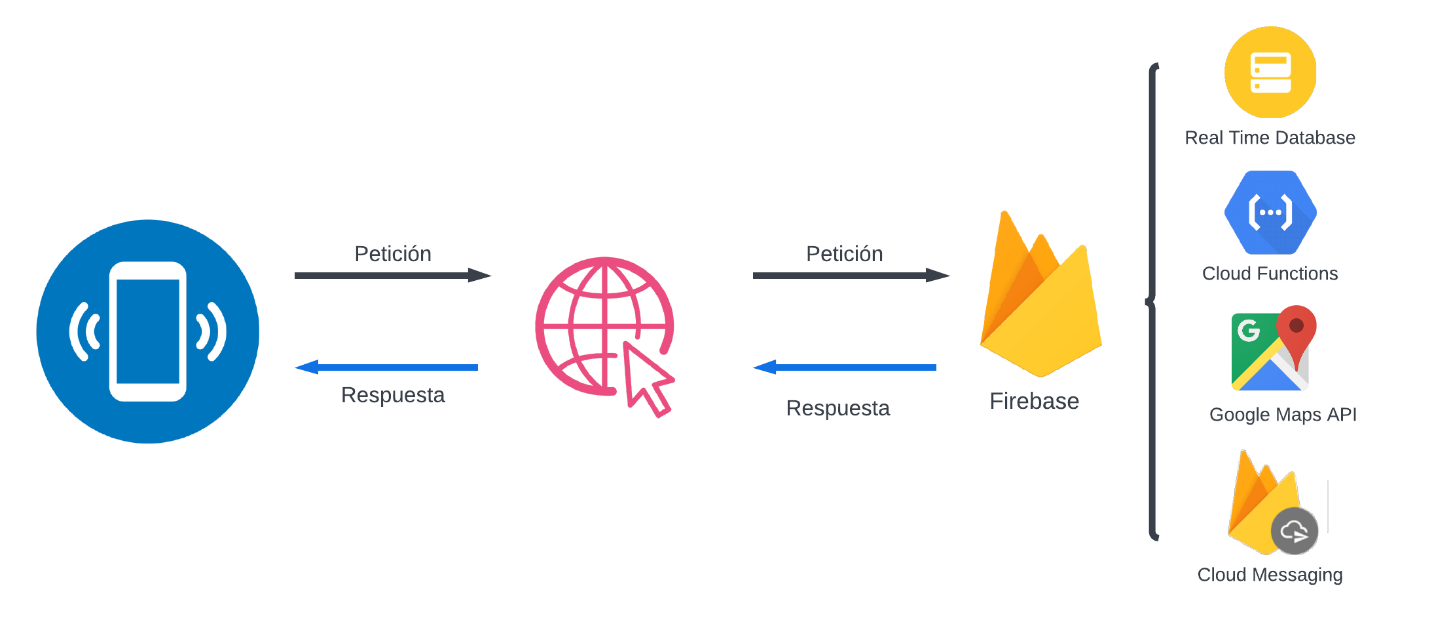 Petición
Respuesta
Petición
Respuesta
Firebase
Real Time Database
Cloud Functions
G
Google Maps API
Cloud Messaging